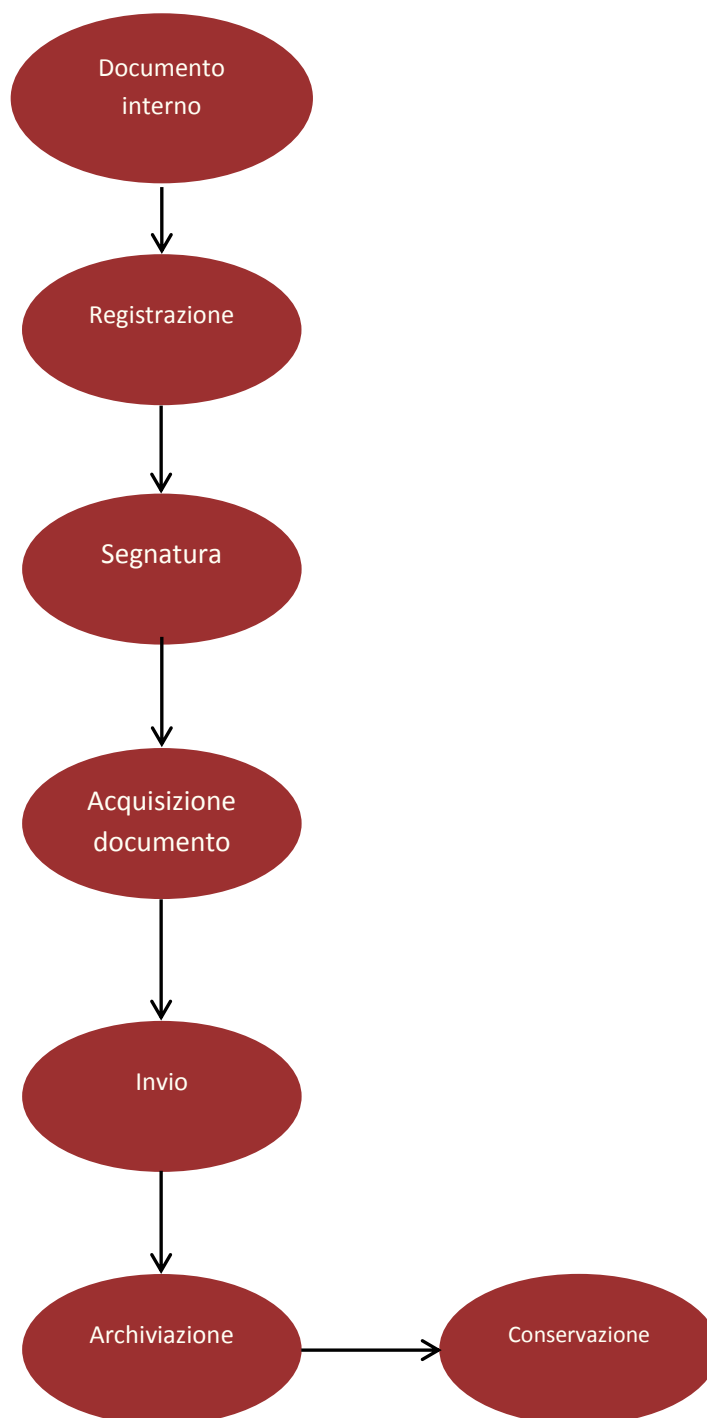 Documento
interno
Registrazione
Segnatura
Acquisizione
documento
Invio
Archiviazione
Conservazione